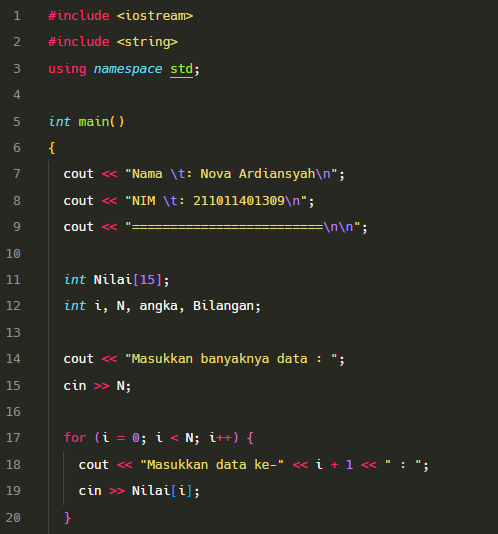 1 #include <iostream>
2 #include <string>
3 using namespace std;
4
5 int main()
6 {
7 cout << "Nama \t: Nova Ardiansyah\n";
8 cout << "NIM \t: 211011401309\n";
9 cout << "=========================\n\n";
10
11 int Nilai[15];
12 int i, N, angka, Bilangan;
13
14 cout << "Masukkan banyaknya data : ";
15 cin >> N;
16
17 for (i = 0; i < N; i++) {
18 cout << "Masukkan data ke-" << i + 1 << " : ";
19 cin >> Nilai[i];
20 }